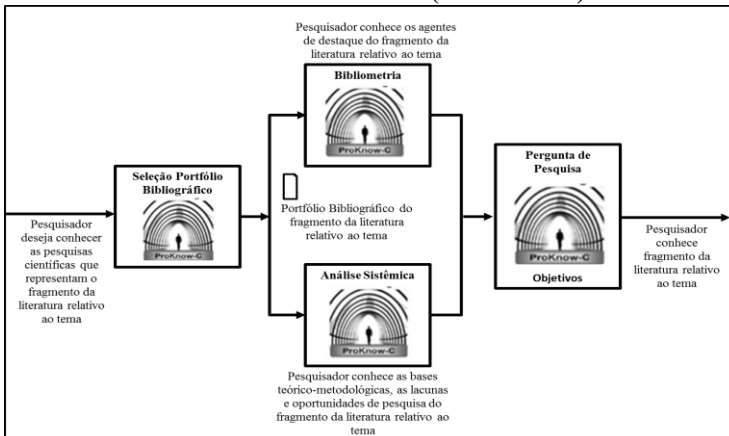 Pesquisador conhece os agentes
de destaque do fragmento da
literatura relativo ao tema
Bibliometria
ProKnow-C
Seleção Portfólio
Bibliográfico
ProKnow-C
Pesquisador
deseja conhecer
as pesquisas
científicas que
representam o
fragmento da
literatura relativo
ao tema
Portfólio Bibliográfico do
fragmento da literatura
relativo ao tema
Análise Sistêmica
ProKnow-C
Pesquisador conhece as bases
teórico-metodológicas, as lacunas
e oportunidades de pesquisa do
fragmento da literatura relativo ao
tema
Pergunta de
Pesquisa
ProKnow-C
Objetivos
Pesquisador
conhece
fragmento da
literatura relativo
ao tema